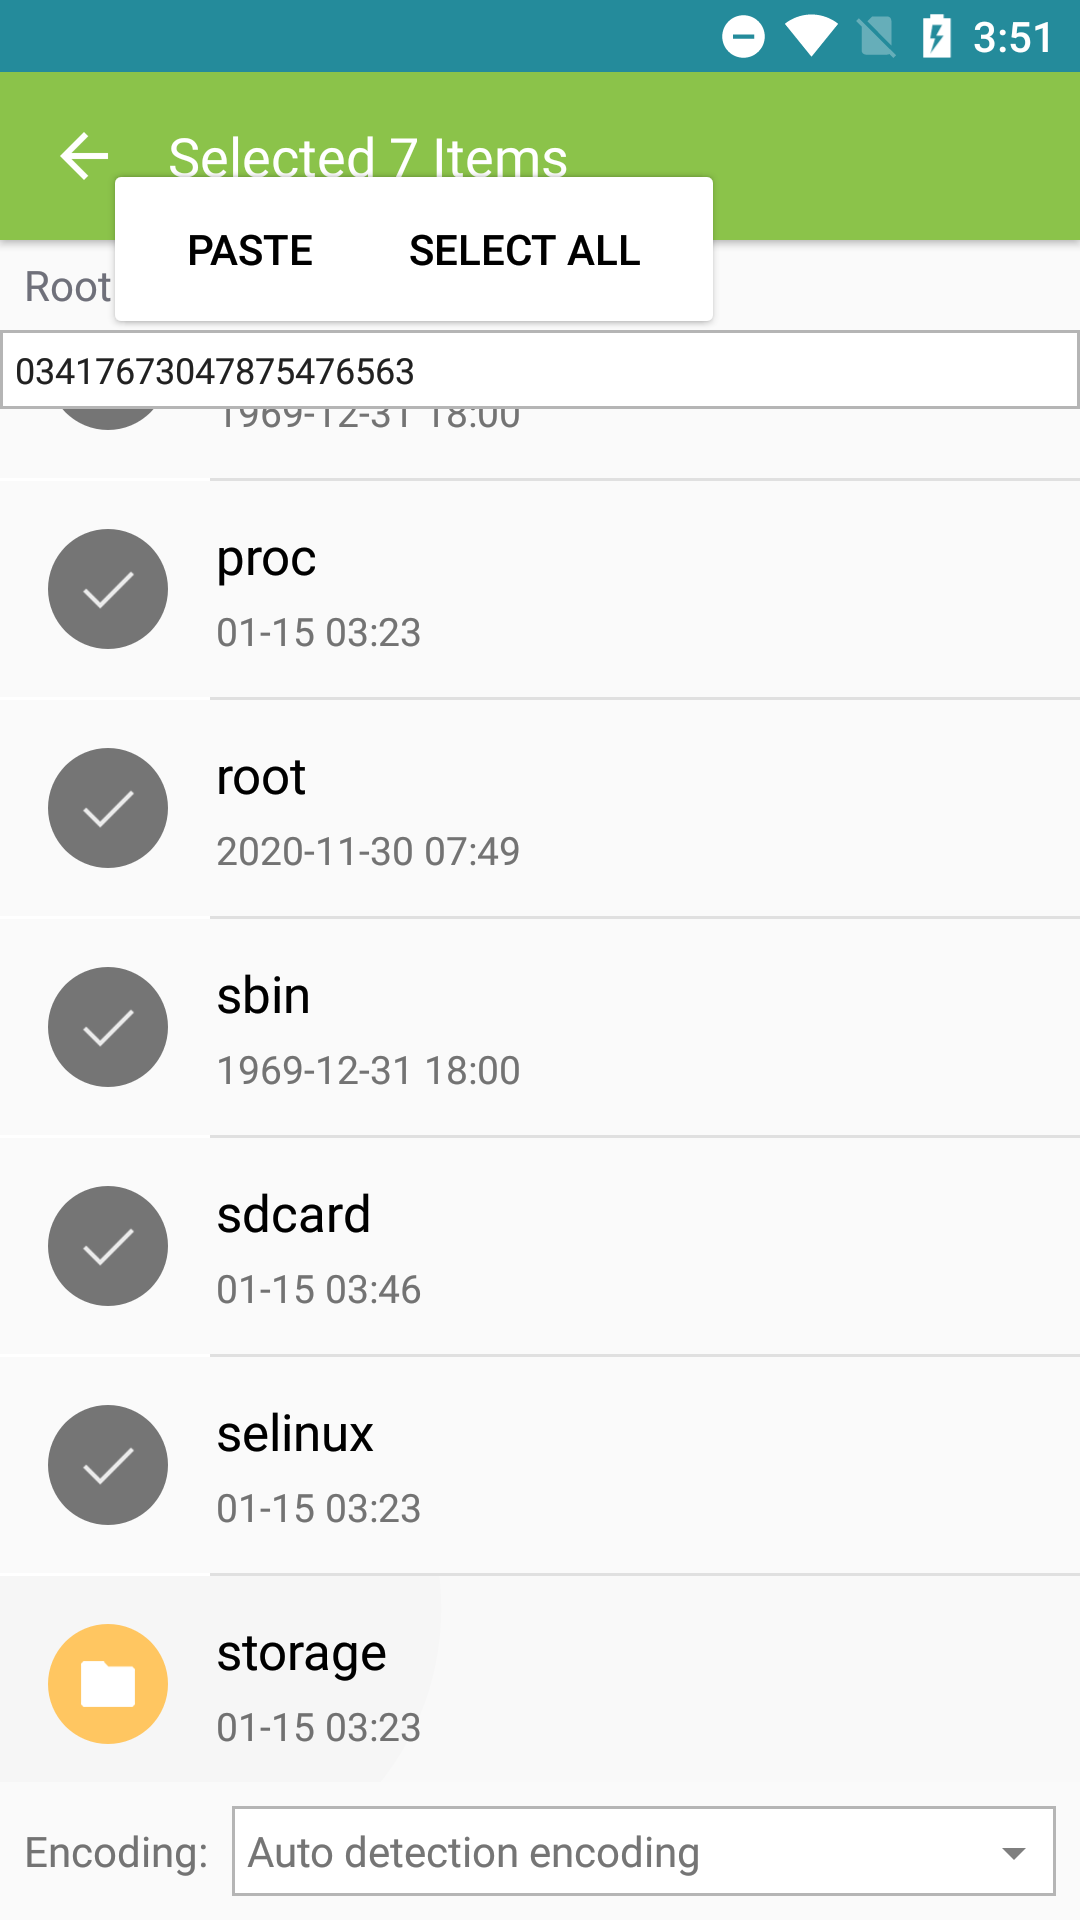 3:51
Selected 7 Items
PASTE SELECT ALL
Root
03417673047875476563
1969-12-31 18:00
proc
01-15 03:23
root
2020-11-30 07:49
sbin
1969-12-31 18:00
sdcard
01-15 03:46
selinux
01-15 03:23
storage
01-15 03:23
Encoding: Auto detection encoding